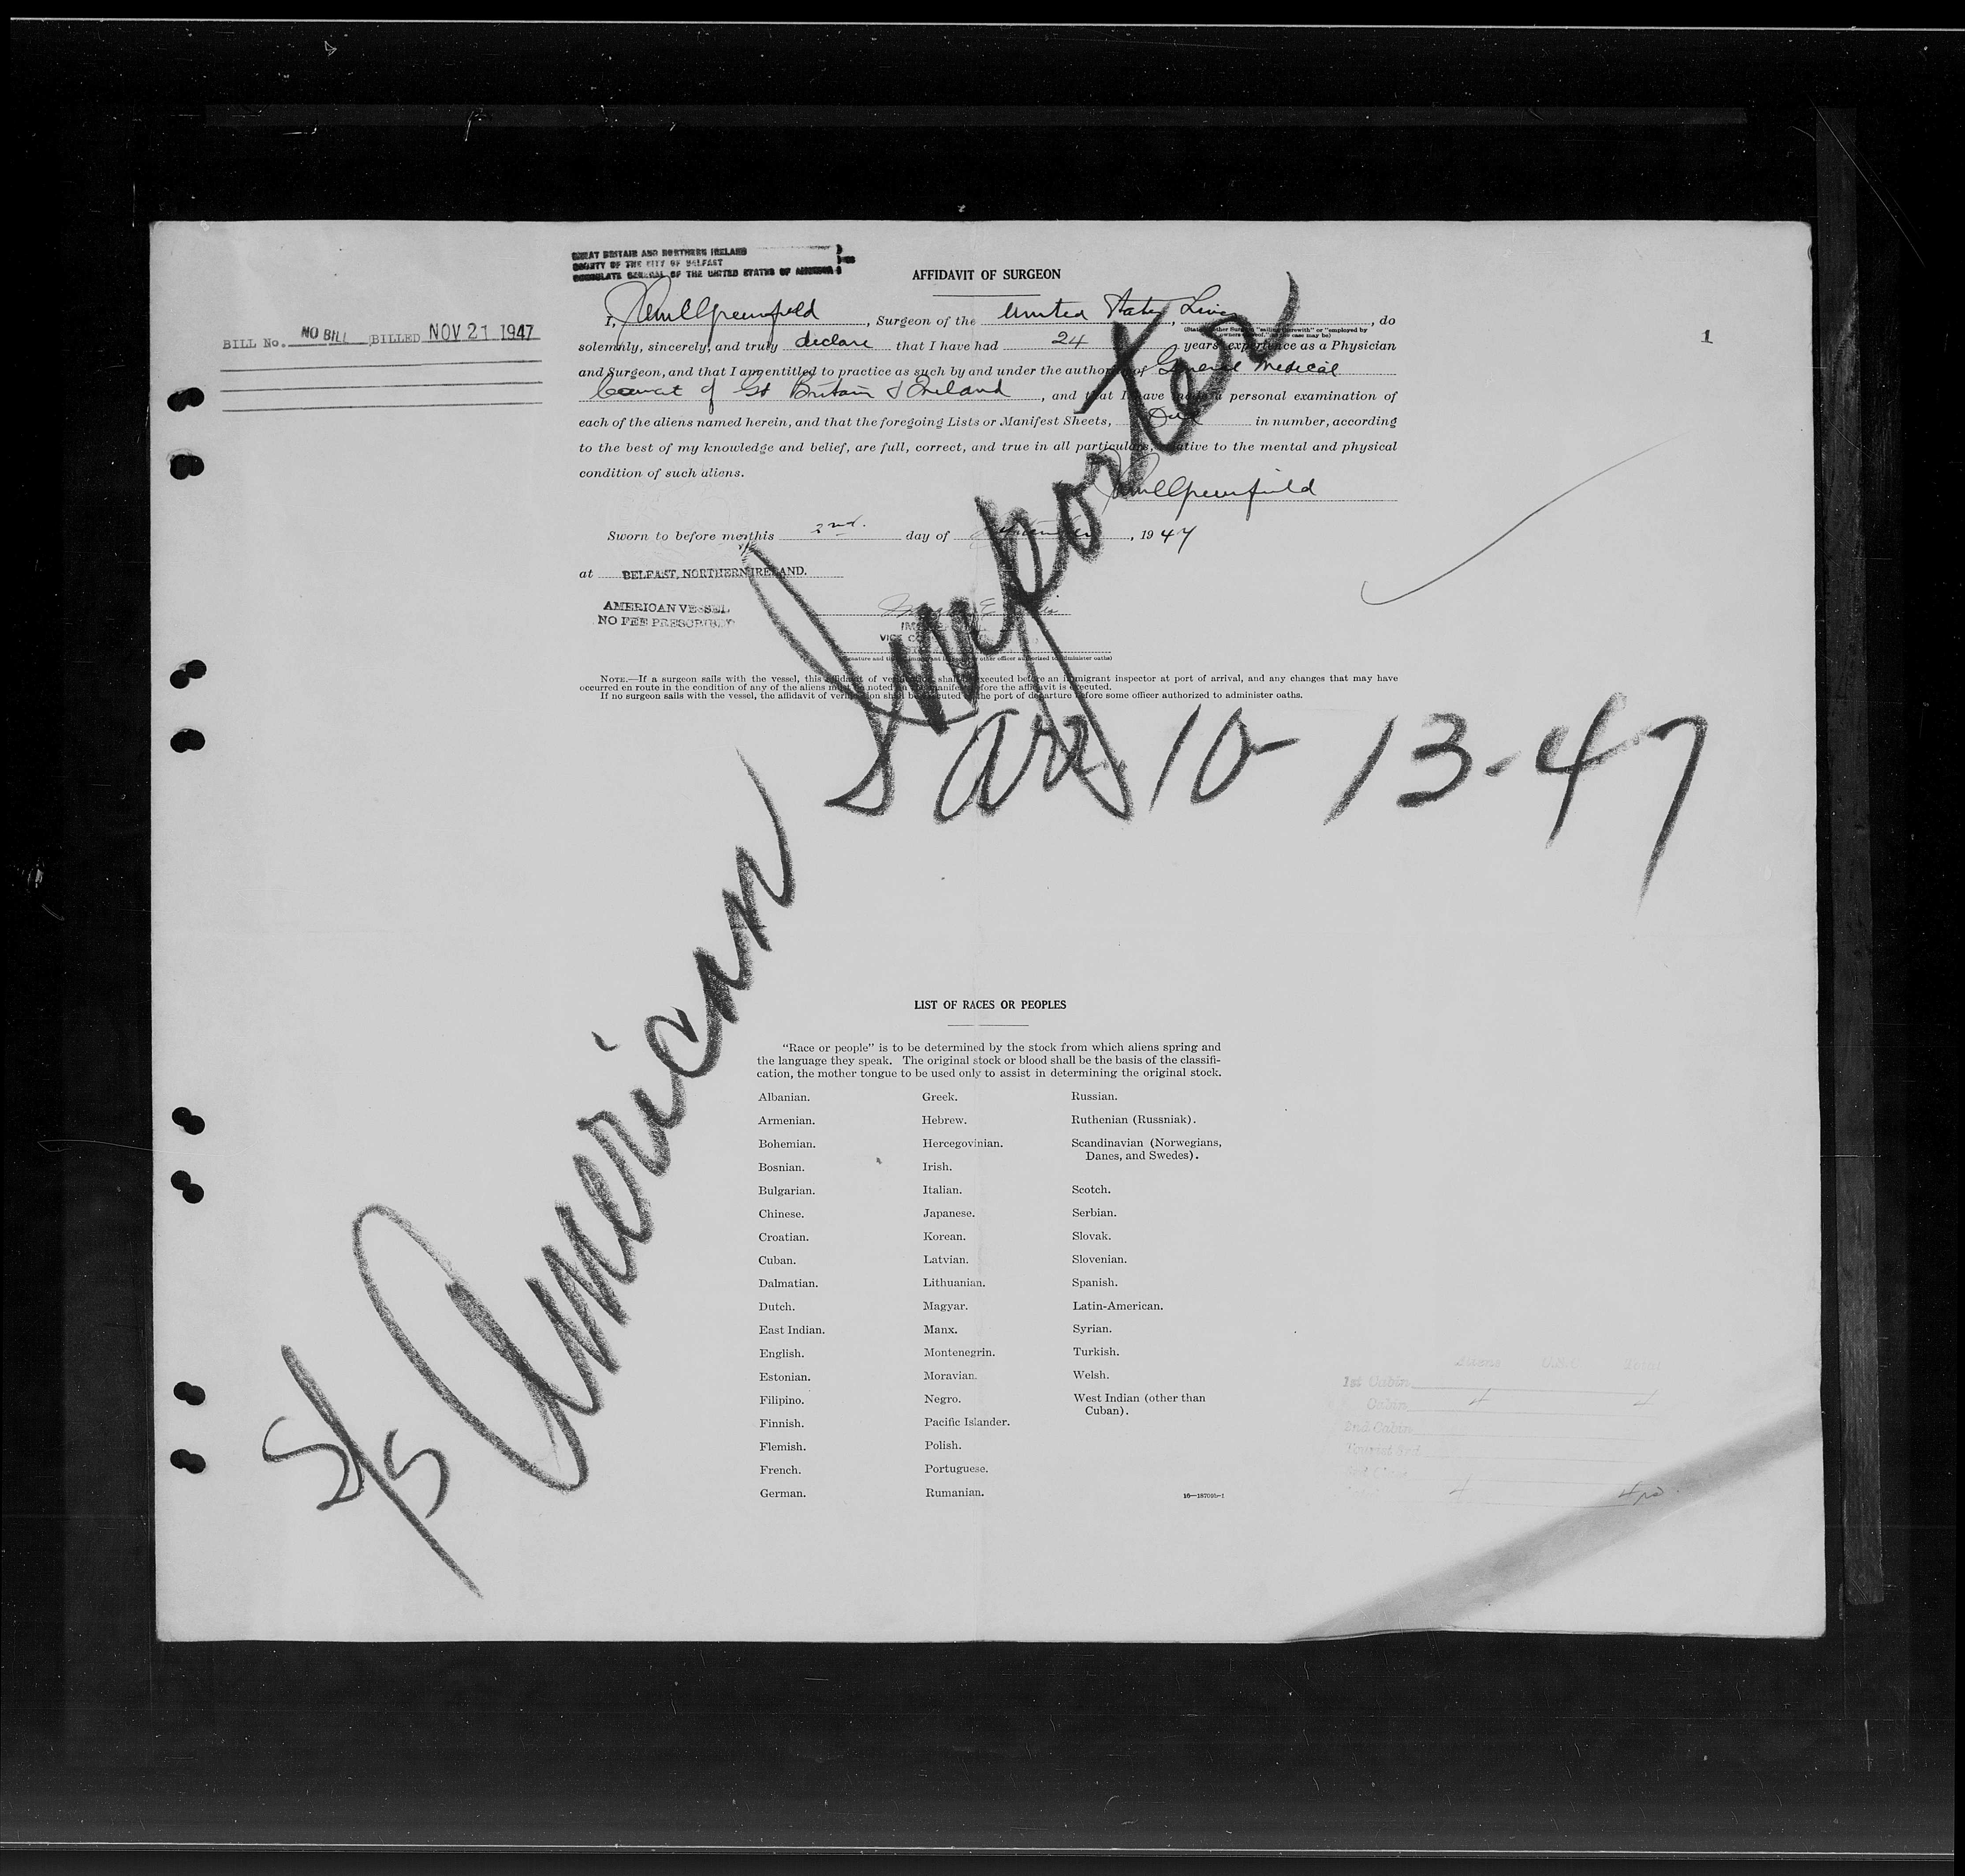 GREAT BRITAIN AND NORTHERN IRELAND
COUNTY OF THE CITY OF BELFAST
CONSULATE GENERAL OF THE UNITED STATES OF AMERICA
AFFIDAVIT OF SURGEON
1
BILL No. NO BILL BILLED NOV 21 1947
I, Greenfield, Surgeon of the United States Lines, do
solemnly, sincerely, and truly declare that I have had 24 years experience as a Physician
and Surgeon, and that I am entitled to practice as such by and under the authority of General Medical
Council of Gt Britain & Ireland, and that I have made a personal examination of
each of the aliens named herein, and that the foregoing Lists or Manifest Sheets, One in number, according
to the best of my knowledge and belief, are full, correct, and true in all particulars, relative to the mental and physical
condition of such aliens.
Greenfield
Sworn to before me this 2nd. day of , 1947
at BELFAST, NORTHERN IRELAND.
AMERICAN VESSEL
NO FEE PRESCRIBED
NOTE.—If a surgeon sails with the vessel, this affidavit of verification shall be executed before an immigrant inspector at port of arrival, and any changes that may have
occurred en route in the condition of any of the aliens must be noted on the manifest before the affidavit is executed.
If no surgeon sails with the vessel, the affidavit of verification shall be executed at the port of departure before some officer authorized to administer oaths.
S/S American Importer
arr 10-13-47
LIST OF RACES OR PEOPLES
“Race or people” is to be determined by the stock from which aliens spring and
the language they speak. The original stock or blood shall be the basis of the classifi-
cation, the mother tongue to be used only to assist in determining the original stock.
Albanian. Greek. Russian.
Armenian. Hebrew. Ruthenian (Russniak).
Bohemian. Hercegovinian. Scandinavian (Norwegians,
Danes, and Swedes).
Bosnian. Irish.
Bulgarian. Italian. Scotch.
Chinese. Japanese. Serbian.
Croatian. Korean. Slovak.
Cuban. Latvian. Slovenian.
Dalmatian. Lithuanian. Spanish.
Dutch. Magyar. Latin-American.
East Indian. Manx. Syrian.
English. Montenegrin. Turkish.
Estonian. Moravian. Welsh.
Filipino. Negro. West Indian (other than
Cuban).
Finnish. Pacific Islander.
Flemish. Polish.
French. Portuguese.
German. Rumanian.
Aliens U.S.C. Total
1st Cabin
Cabin 4 4
2nd Cabin
Tourist 3rd
4 4